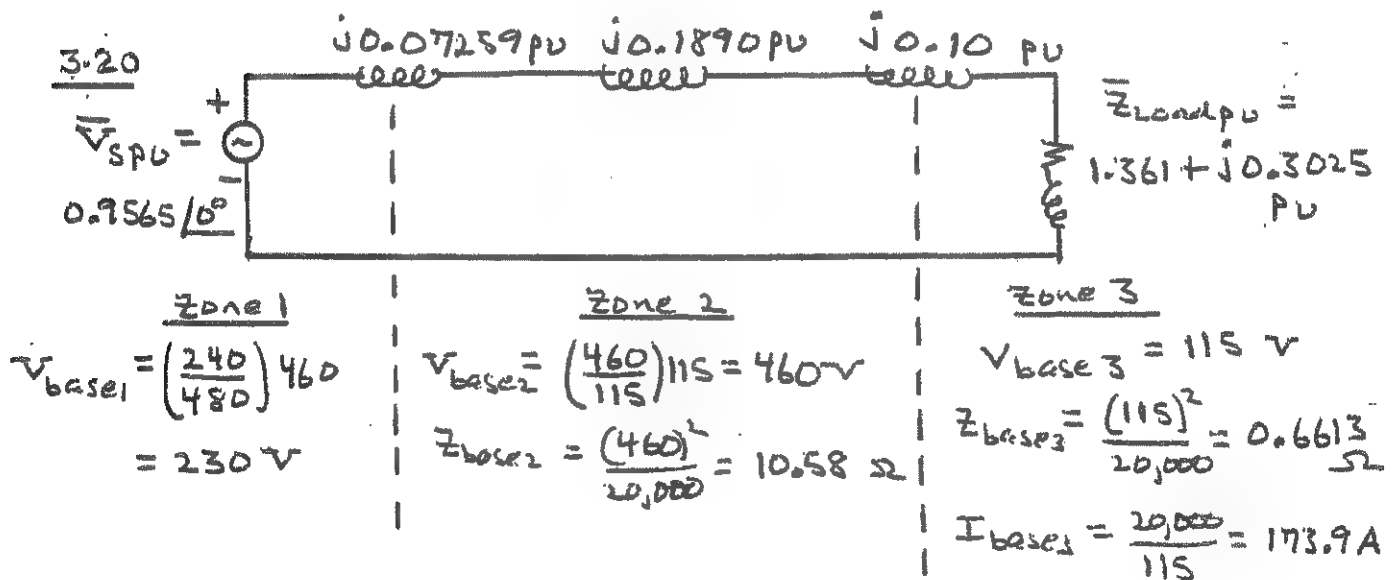 3.20
j0.07259pu j0.1890pu j0.10 pu
V̅spu = + ~ -
0.9565/0°
Z̅Loadpu =
1.361 + j0.3025
pu
Zone 1
Vbase1 = (240/480) 460
= 230 V
Zone 2
Vbase2 = (460/115) 115 = 460 V
Zbase2 = (460)²/20,000 = 10.58 Ω
Zone 3
Vbase3 = 115 V
Zbase3 = (115)²/20,000 = 0.6613 Ω
Ibase3 = 20,000/115 = 173.9 A